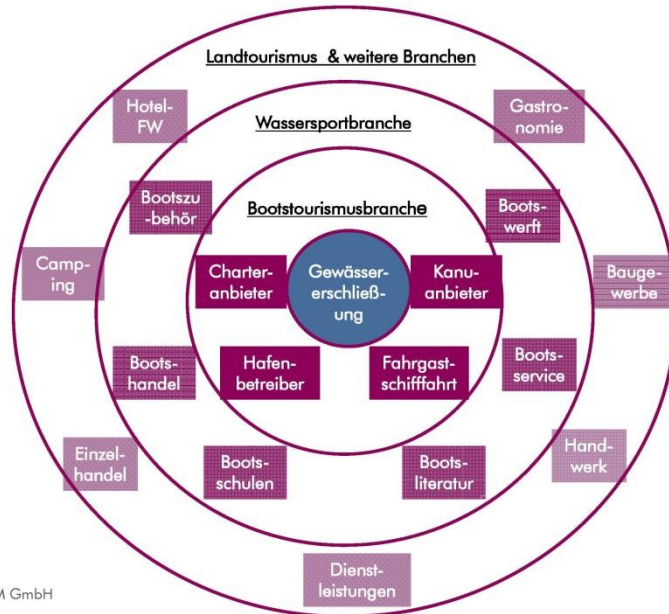 Landtourismus & weitere Branchen
Hotel-
FW
Gastro-
nomie
Wassersportbranche
Bootszu
-behör
Boots-
werft
Bootstourismusbranche
Camp-
ing
Charter-
anbieter
Gewässer-
erschließ-
ung
Kanu-
anbieter
Bauge-
werbe
Boots-
handel
Hafen-
betreiber
Fahrgast-
schifffahrt
Boots-
service
Einzel-
handel
Boots-
schulen
Boots-
literatur
Hand-
werk
Dienst-
leistungen
M GmbH